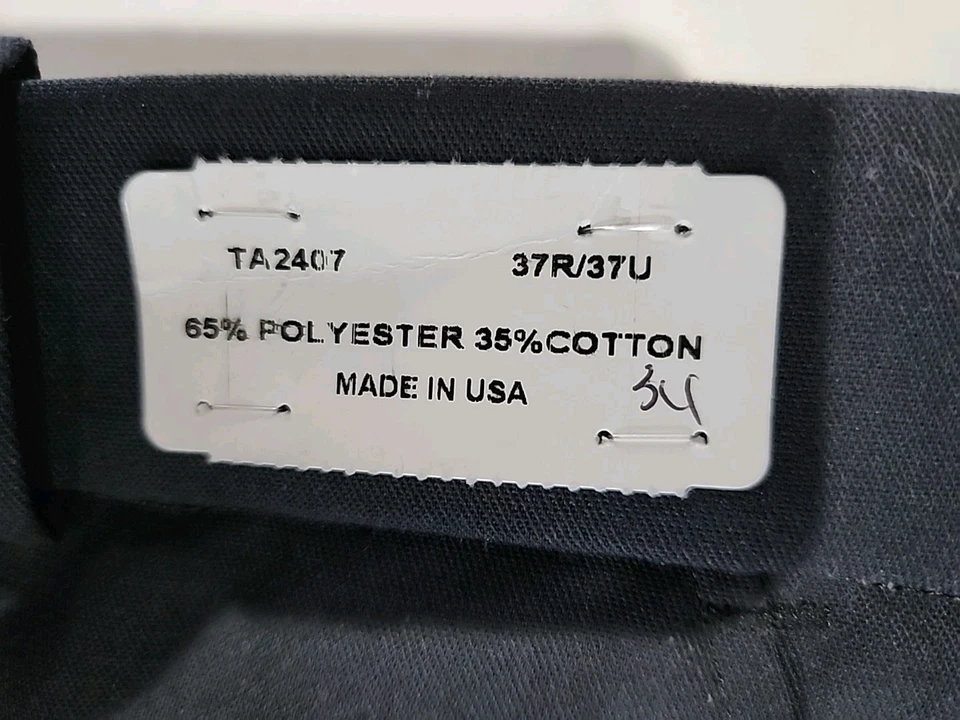 TA2407 37R/37U
65% POLYESTER 35%COTTON
MADE IN USA
34